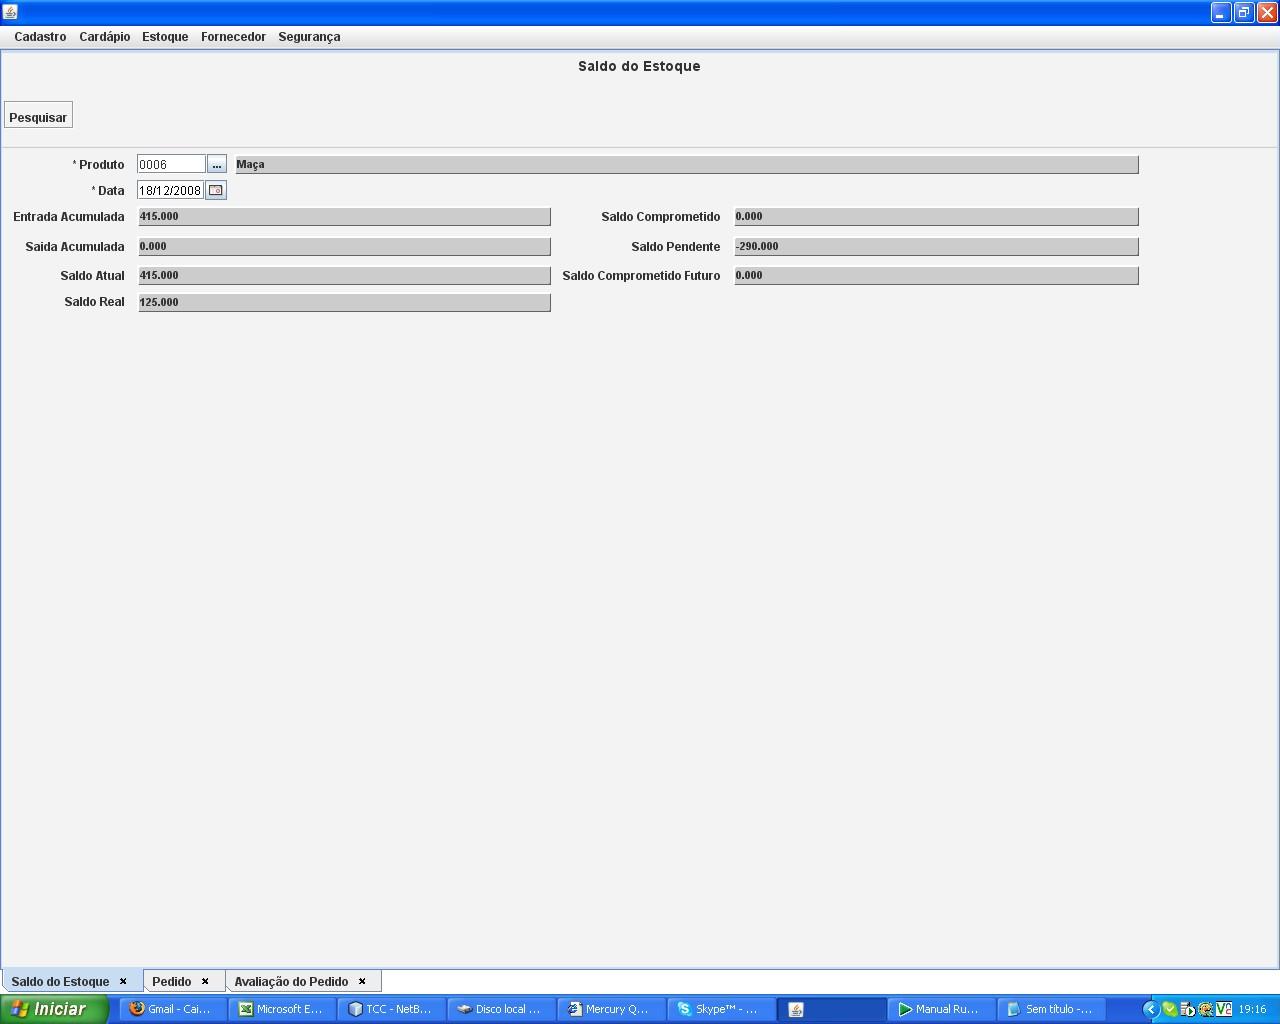 Cadastro Cardápio Estoque Fornecedor Segurança
Saldo do Estoque
Pesquisar
* Produto 0006 ... Maça
* Data 18/12/2008
Entrada Acumulada 415.000 Saldo Comprometido 0.000
Saida Acumulada 0.000 Saldo Pendente -290.000
Saldo Atual 415.000 Saldo Comprometido Futuro 0.000
Saldo Real 125.000
Saldo do Estoque x Pedido x Avaliação do Pedido x
Iniciar Gmail - Cai... Microsoft E... TCC - NetB... Disco local ... Mercury Q... Skype™ - ... Manual Ru... Sem título -... 19:16